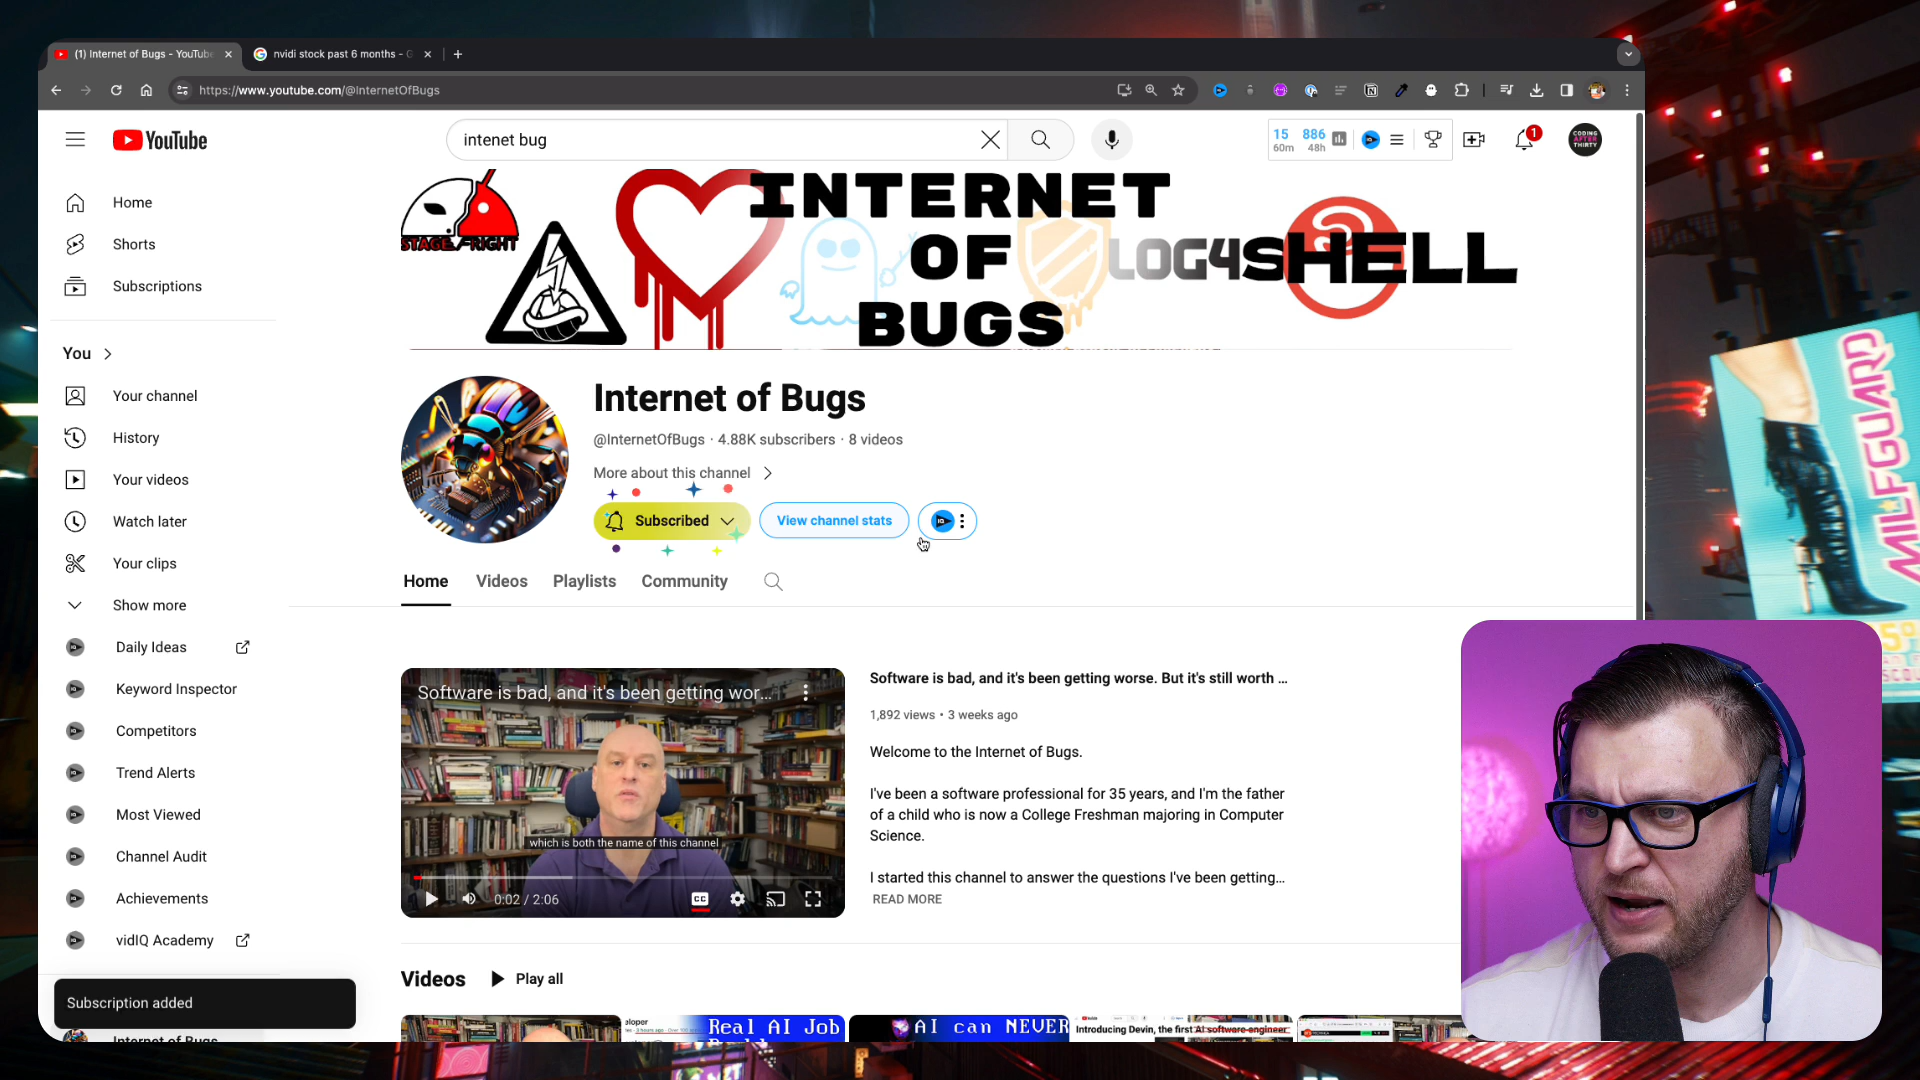 (1) Internet of Bugs - YouTube
nvidi stock past 6 months - G
https://www.youtube.com/@InternetOfBugs
YouTube
intenet bug
15 886
60m 48h
1
CODING
AFTER
THIRTY
Home
Shorts
Subscriptions
You
Your channel
History
Your videos
Watch later
Your clips
Show more
Daily Ideas
Keyword Inspector
Competitors
Trend Alerts
Most Viewed
Channel Audit
Achievements
vidIQ Academy
Subscription added
Internet of Bugs
STAGEFRIGHT
INTERNET
OF
BUGS
LOG4SHELL
Internet of Bugs
@InternetOfBugs · 4.88K subscribers · 8 videos
More about this channel
Subscribed
View channel stats
Home Videos Playlists Community
Software is bad, and it's been getting wor...
which is both the name of this channel
0:02 / 2:06
CC
Software is bad, and it's been getting worse. But it's still worth ...
1,892 views • 3 weeks ago
Welcome to the Internet of Bugs.
I've been a software professional for 35 years, and I'm the father
of a child who is now a College Freshman majoring in Computer
Science.
I started this channel to answer the questions I've been getting...
READ MORE
Videos
Play all
Real AI Job
AI can NEVER
Introducing Devin, the first AI software engineer
MILFGUARD